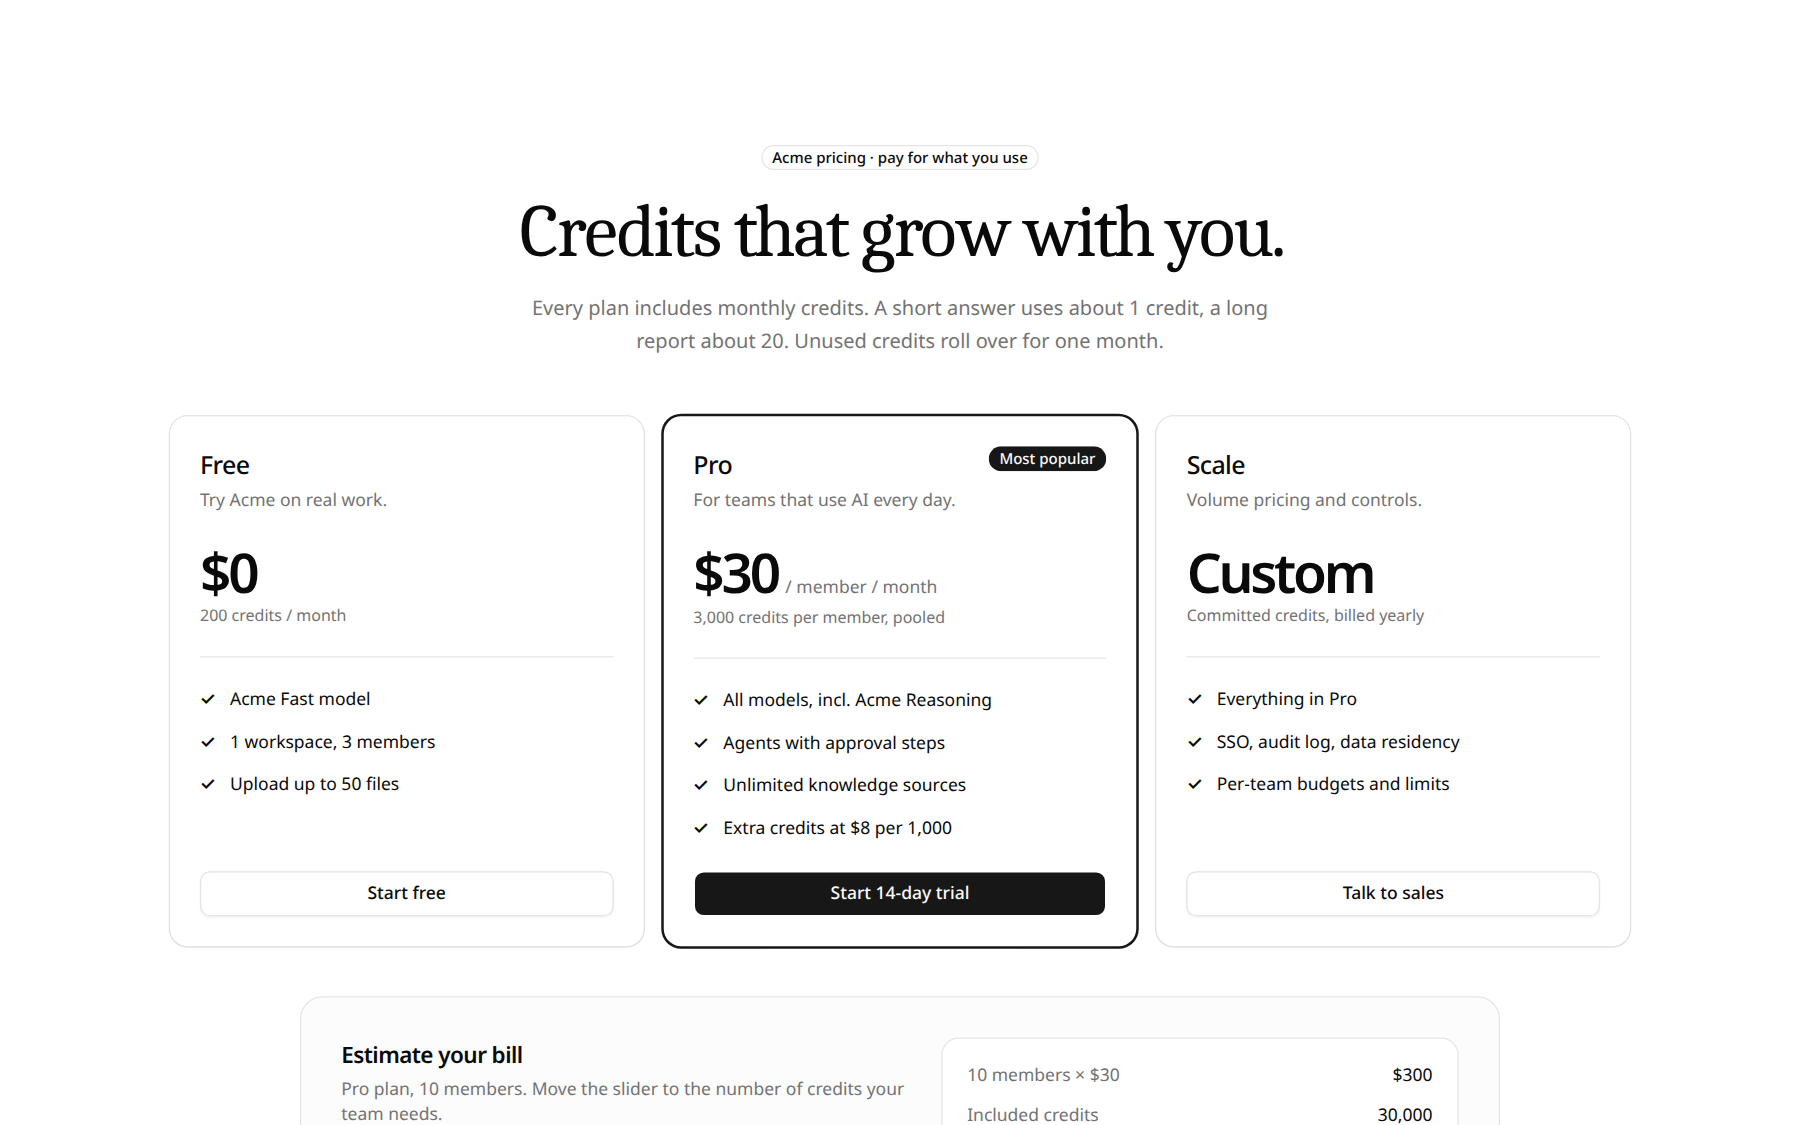 Acme pricing · pay for what you use
Credits that grow with you.
Every plan includes monthly credits. A short answer uses about 1 credit, a long
report about 20. Unused credits roll over for one month.
Free
Try Acme on real work.
$0
200 credits / month
Acme Fast model
1 workspace, 3 members
Upload up to 50 files
Start free
Pro
Most popular
For teams that use AI every day.
$30 / member / month
3,000 credits per member, pooled
All models, incl. Acme Reasoning
Agents with approval steps
Unlimited knowledge sources
Extra credits at $8 per 1,000
Start 14-day trial
Scale
Volume pricing and controls.
Custom
Committed credits, billed yearly
Everything in Pro
SSO, audit log, data residency
Per-team budgets and limits
Talk to sales
Estimate your bill
Pro plan, 10 members. Move the slider to the number of credits your
team needs.
10 members × $30 $300
Included credits 30,000